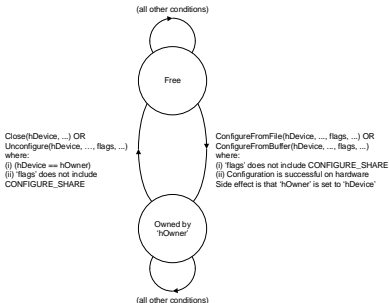 (all other conditions)
Free
Close(hDevice, ...) OR
Unconfigure(hDevice, ..., flags, ...)
where:
(i) (hDevice == hOwner)
(ii) 'flags' does not include
CONFIGURE_SHARE
ConfigureFromFile(hDevice, ..., flags, ...) OR
ConfigureFromBuffer(hDevice, ..., flags, ...)
where:
(i) 'flags' does not include CONFIGURE_SHARE
(ii) Configuration is successful on hardware
Side effect is that 'hOwner' is set to 'hDevice'
Owned by
'hOwner'
(all other conditions)